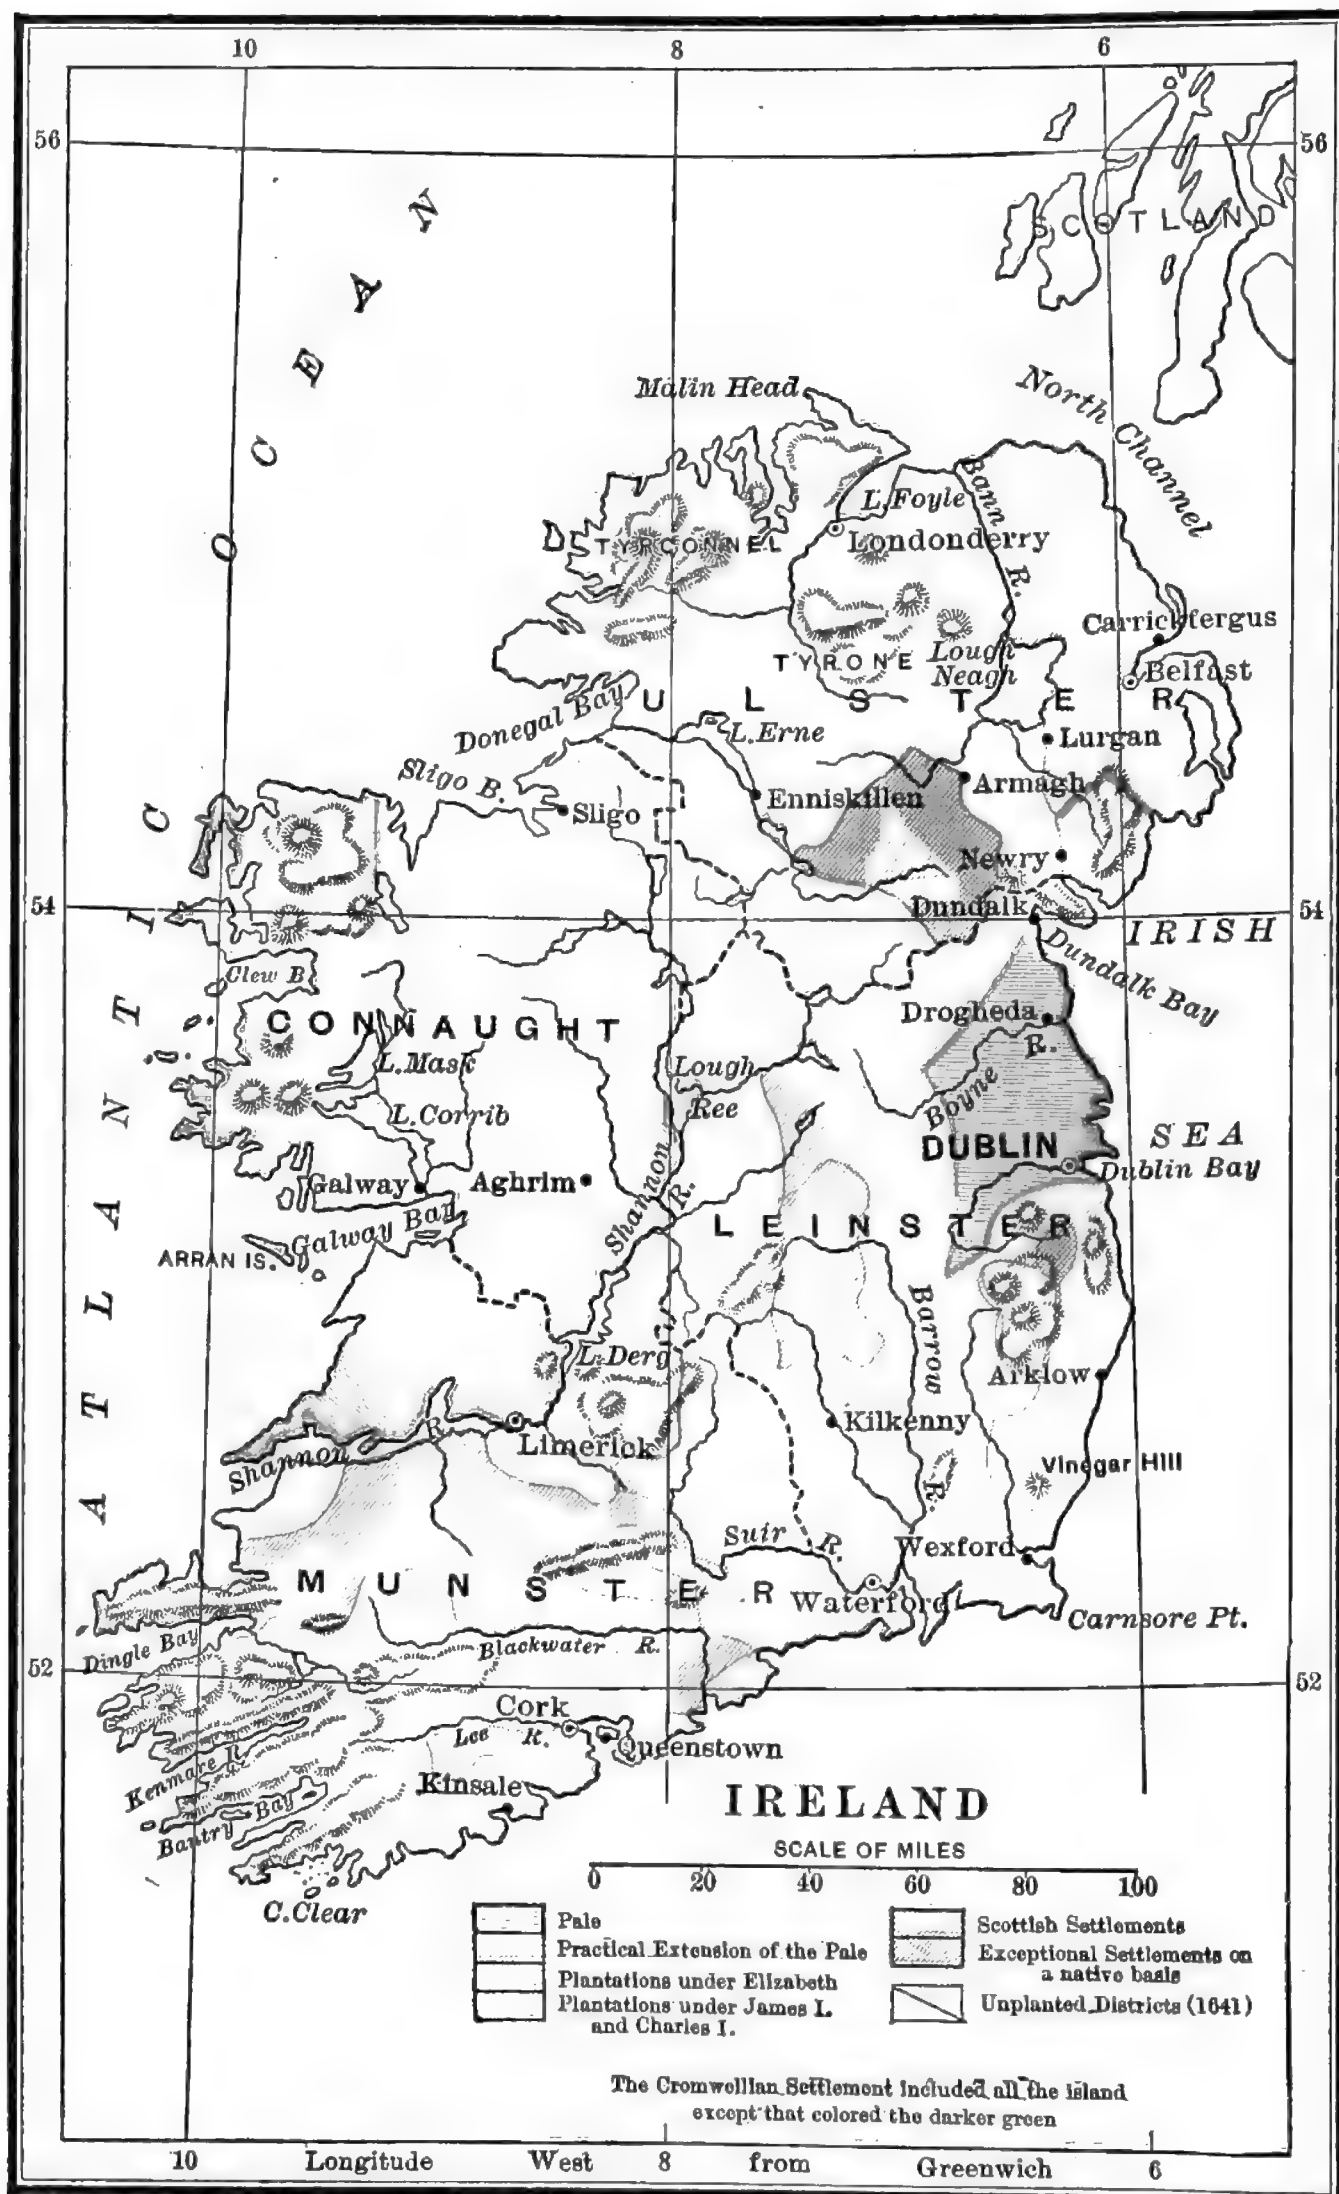 10 8 6
56 56
ATLANTIC OCEAN
SCOTLAND
Malin Head
North Channel
L. Foyle
Bann R.
Londonderry
TYRCONNEL
Carrickfergus
TYRONE
Lough
Neagh
Belfast
ULSTER
Donegal Bay
L. Erne
Lurgan
Sligo B.
Armagh
Enniskillen
Sligo
Newry
54 54
Dundalk
IRISH SEA
Dundalk Bay
Clew B.
Drogheda
CONNAUGHT
Boyne R.
L. Mask
Lough
Ree
L. Corrib
DUBLIN
Dublin Bay
Galway
Aghrim
Shannon R.
LEINSTER
Galway Bay
ARRAN IS.
Barrow R.
L. Derg
Arklow
Kilkenny
Limerick
Shannon R.
Vinegar Hill
Suir R.
Wexford
MUNSTER
Waterford
Carnsore Pt.
Dingle Bay
Blackwater R.
52 52
Cork
Lee R.
Queenstown
Kenmare R.
Kinsale
Bantry Bay
C. Clear
IRELAND
SCALE OF MILES
0 20 40 60 80 100
Pale
Practical Extension of the Pale
Plantations under Elizabeth
Plantations under James I.
and Charles I.
Scottish Settlements
Exceptional Settlements on
a native basis
Unplanted Districts (1641)
The Cromwellian Settlement included all the island
except that colored the darker green
10 Longitude West 8 from Greenwich 6